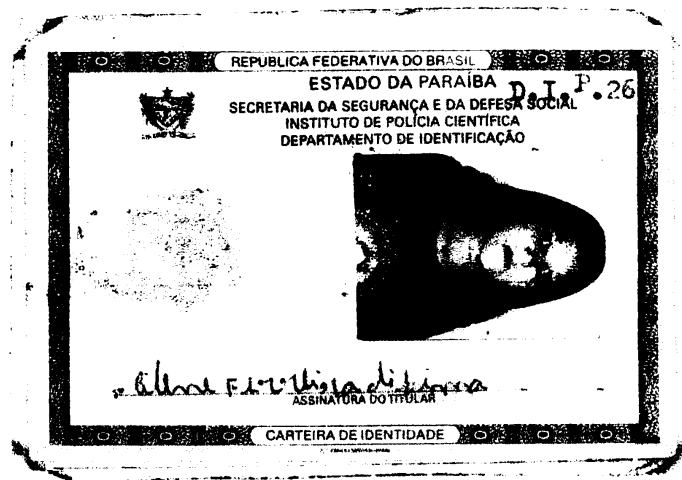 REPÚBLICA FEDERATIVA DO BRASIL
ESTADO DA PARAÍBA
D.I.P.26
SECRETARIA DA SEGURANÇA E DA DEFESA SOCIAL
INSTITUTO DE POLÍCIA CIENTÍFICA
DEPARTAMENTO DE IDENTIFICAÇÃO
ASSINATURA DO TITULAR
CARTEIRA DE IDENTIDADE